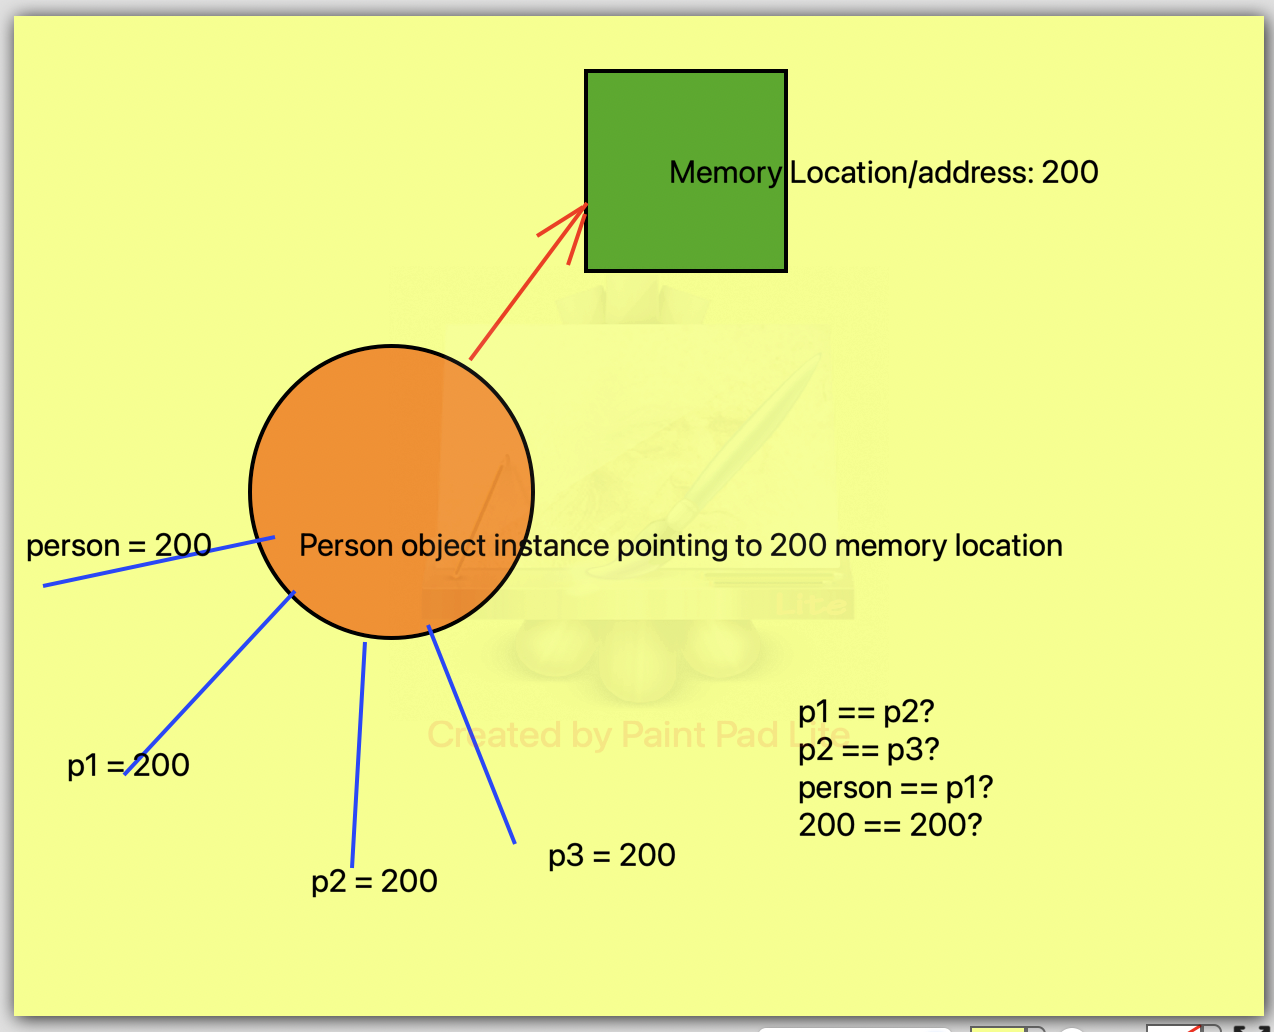 Memory Location/address: 200
person = 200
Person object instance pointing to 200 memory location
Lite
p1 == p2?
Created by Paint Pad Lite
p2 == p3?
p1 = 200
person == p1?
200 == 200?
p3 = 200
p2 = 200